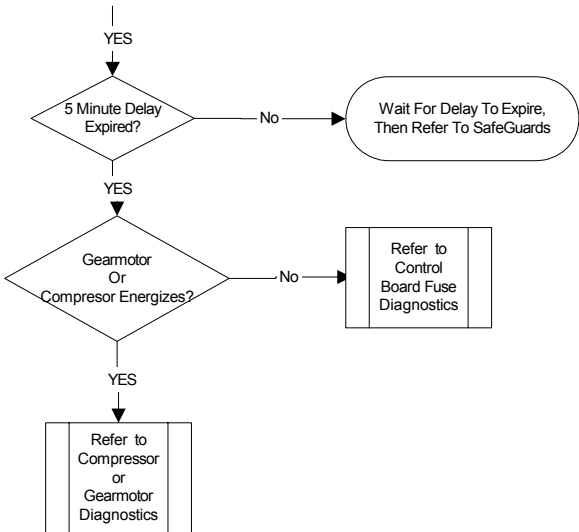 YES
5 Minute Delay
Expired?
No
Wait For Delay To Expire,
Then Refer To SafeGuards
YES
Gearmotor
Or
Compresor Energizes?
No
Refer to
Control
Board Fuse
Diagnostics
YES
Refer to
Compressor
or
Gearmotor
Diagnostics